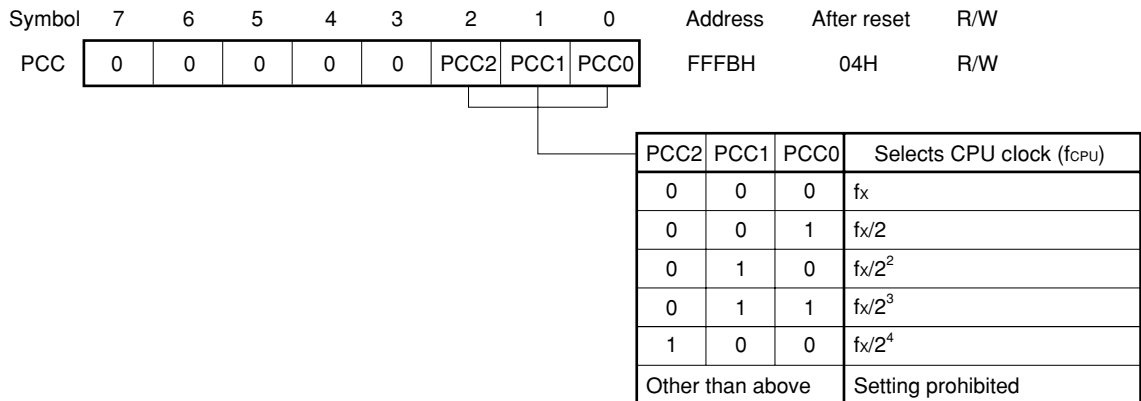 Symbol 7 6 5 4 3 2 1 0 Address After reset R/W
PCC 0 0 0 0 0 PCC2 PCC1 PCC0 FFFBH 04H R/W
PCC2 PCC1 PCC0 Selects CPU clock (fCPU)
0 0 0 fX
0 0 1 fX/2
0 1 0 fX/2²
0 1 1 fX/2³
1 0 0 fX/2⁴
Other than above Setting prohibited